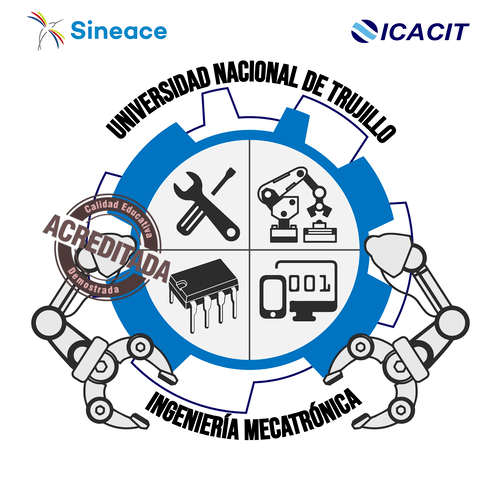 Sineace
ICACIT
UNIVERSIDAD NACIONAL DE TRUJILLO
Calidad Educativa
ACREDITADA
Demostrada
001
INGENIERÍA MECATRÓNICA